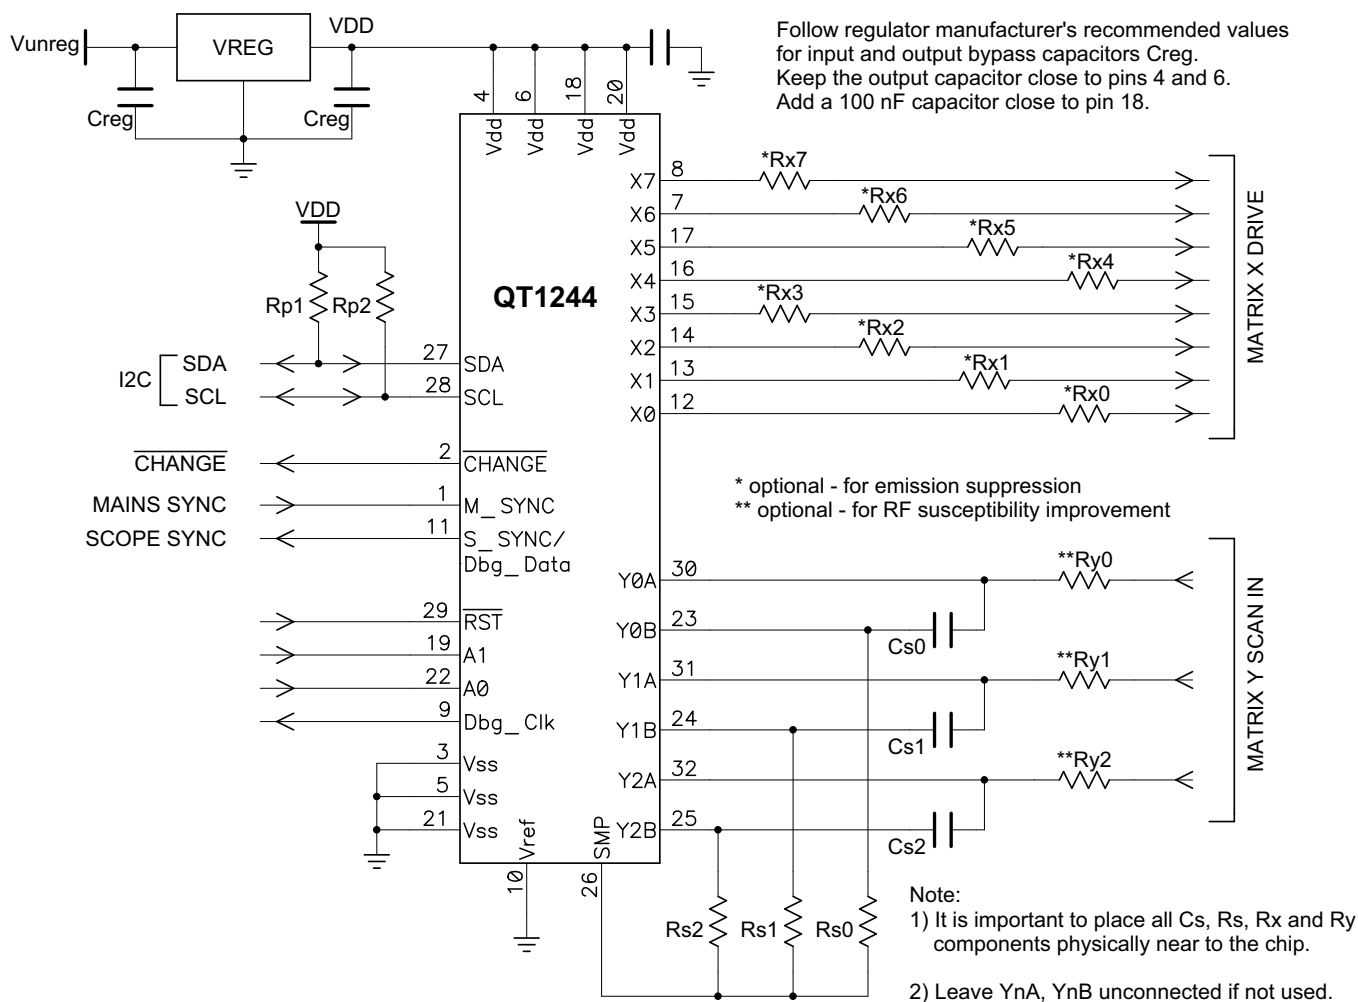 Vunreg
VREG
VDD
Creg
Creg
Follow regulator manufacturer's recommended values
for input and output bypass capacitors Creg.
Keep the output capacitor close to pins 4 and 6.
Add a 100 nF capacitor close to pin 18.
4
6
18
20
Vdd
Vdd
Vdd
Vdd
QT1244
X7 8 *Rx7
X6 7 *Rx6
X5 17 *Rx5
X4 16 *Rx4
X3 15 *Rx3
X2 14 *Rx2
X1 13 *Rx1
X0 12 *Rx0
MATRIX X DRIVE
VDD
Rp1
Rp2
I2C
SDA 27 SDA
SCL 28 SCL
CHANGE 2 CHANGE
MAINS SYNC 1 M_SYNC
SCOPE SYNC 11 S_SYNC/
Dbg_Data
29 RST
19 A1
22 A0
9 Dbg_Clk
3 Vss
5 Vss
21 Vss
* optional - for emission suppression
** optional - for RF susceptibility improvement
Y0A 30 **Ry0
Y0B 23 Cs0
Y1A 31 **Ry1
Y1B 24 Cs1
Y2A 32 **Ry2
Y2B 25 Cs2
MATRIX Y SCAN IN
Vref
SMP
10
26
Rs2
Rs1
Rs0
Note:
1) It is important to place all Cs, Rs, Rx and Ry
components physically near to the chip.
2) Leave YnA, YnB unconnected if not used.